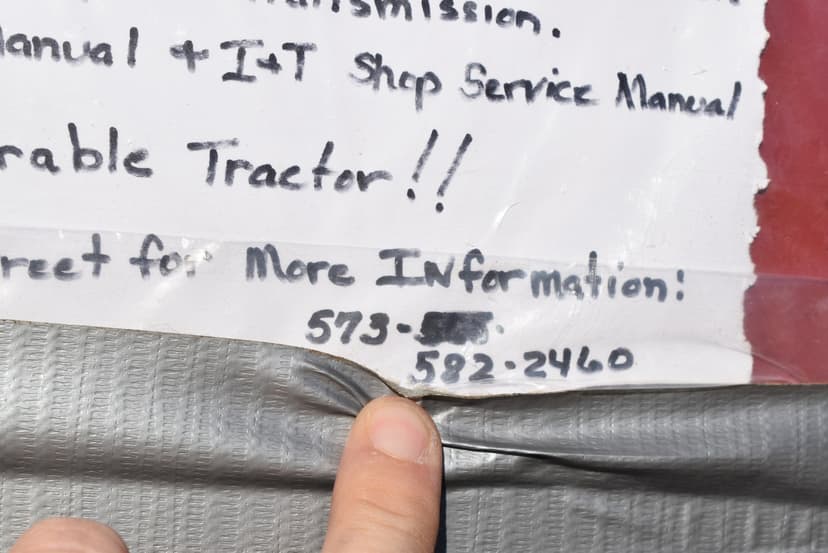 ansmission.
anual & I+T Shop Service Manual
rable Tractor!!
reet for More INformation:
573-
582-2460